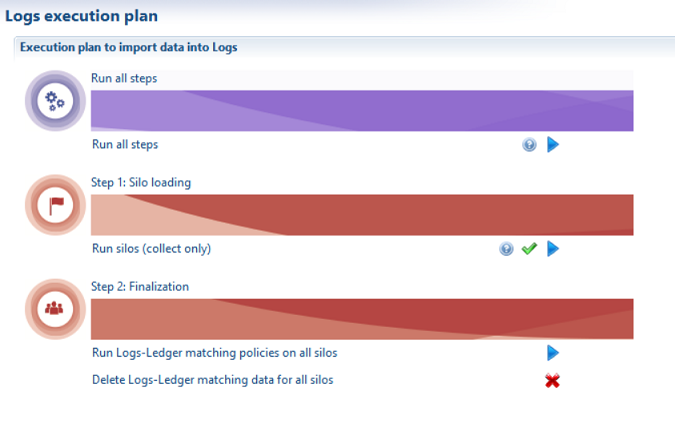 Logs execution plan
Execution plan to import data into Logs
Run all steps
Run all steps
Step 1: Silo loading
Run silos (collect only)
Step 2: Finalization
Run Logs-Ledger matching policies on all silos
Delete Logs-Ledger matching data for all silos